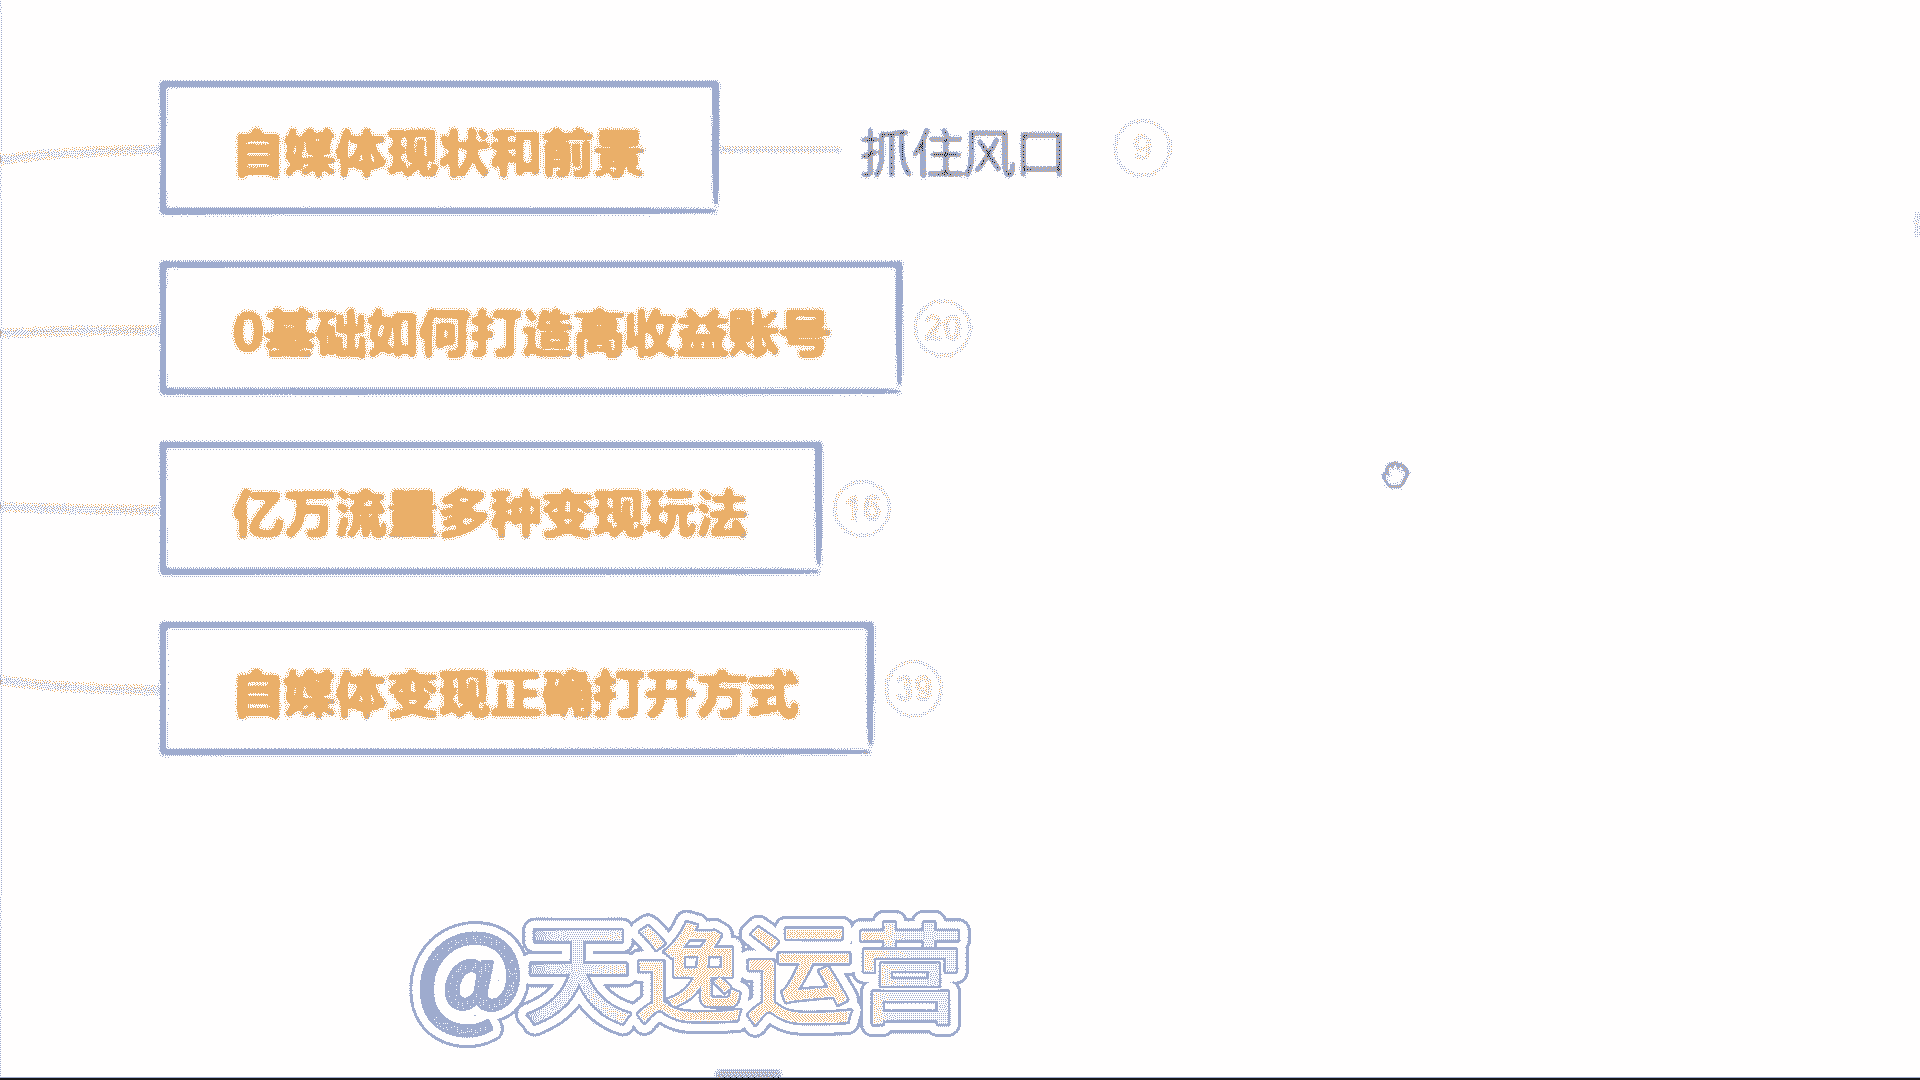 自媒体现状和前景 抓住风口 9
0基础如何打造高收益账号 20
亿万流量多种变现玩法 16
自媒体变现正确打开方式 39
@天逸运营